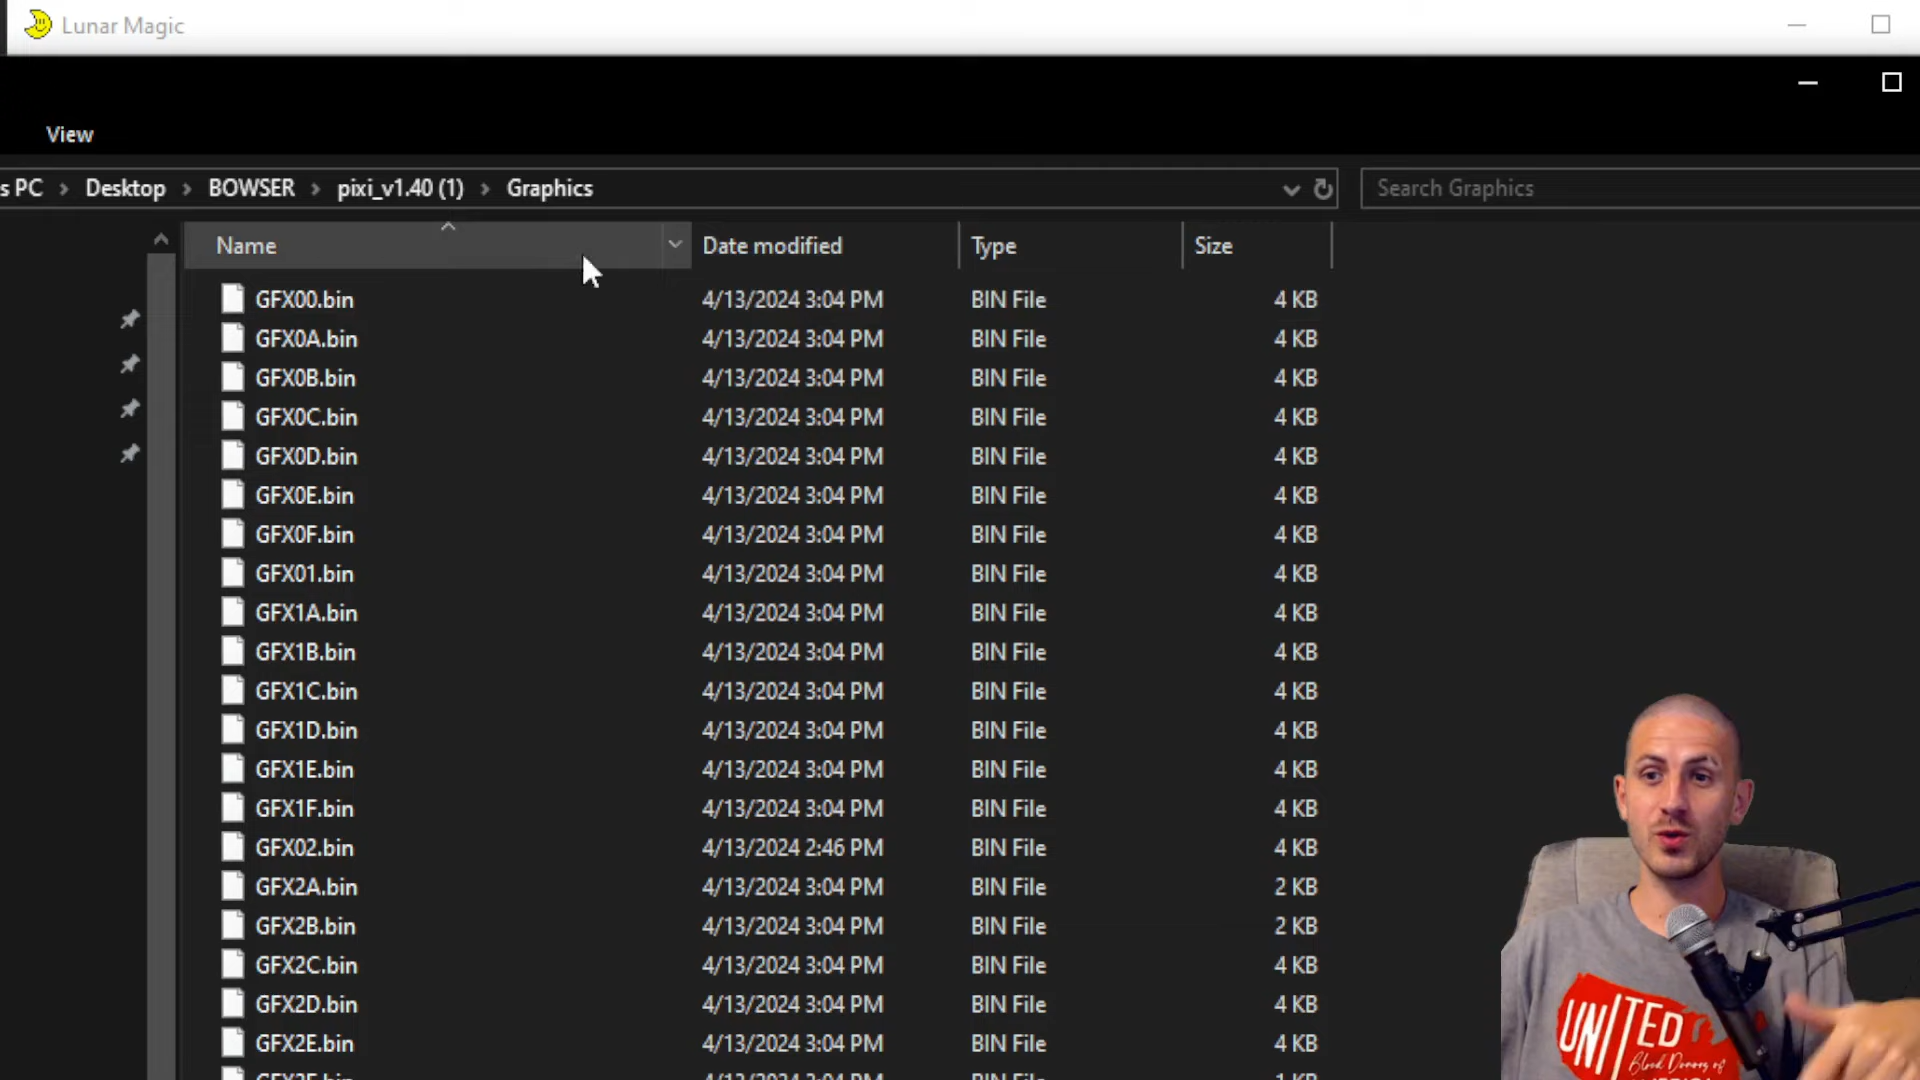 Lunar Magic
View
s PC > Desktop > BOWSER > pixi_v1.40 (1) > Graphics
Search Graphics
Name Date modified Type Size
GFX00.bin 4/13/2024 3:04 PM BIN File 4 KB
GFX0A.bin 4/13/2024 3:04 PM BIN File 4 KB
GFX0B.bin 4/13/2024 3:04 PM BIN File 4 KB
GFX0C.bin 4/13/2024 3:04 PM BIN File 4 KB
GFX0D.bin 4/13/2024 3:04 PM BIN File 4 KB
GFX0E.bin 4/13/2024 3:04 PM BIN File 4 KB
GFX0F.bin 4/13/2024 3:04 PM BIN File 4 KB
GFX01.bin 4/13/2024 3:04 PM BIN File 4 KB
GFX1A.bin 4/13/2024 3:04 PM BIN File 4 KB
GFX1B.bin 4/13/2024 3:04 PM BIN File 4 KB
GFX1C.bin 4/13/2024 3:04 PM BIN File 4 KB
GFX1D.bin 4/13/2024 3:04 PM BIN File 4 KB
GFX1E.bin 4/13/2024 3:04 PM BIN File 4 KB
GFX1F.bin 4/13/2024 3:04 PM BIN File 4 KB
GFX02.bin 4/13/2024 2:46 PM BIN File 4 KB
GFX2A.bin 4/13/2024 3:04 PM BIN File 2 KB
GFX2B.bin 4/13/2024 3:04 PM BIN File 2 KB
GFX2C.bin 4/13/2024 3:04 PM BIN File 4 KB
GFX2D.bin 4/13/2024 3:04 PM BIN File 4 KB
GFX2E.bin 4/13/2024 3:04 PM BIN File 4 KB
UNITED
Blood Donors of